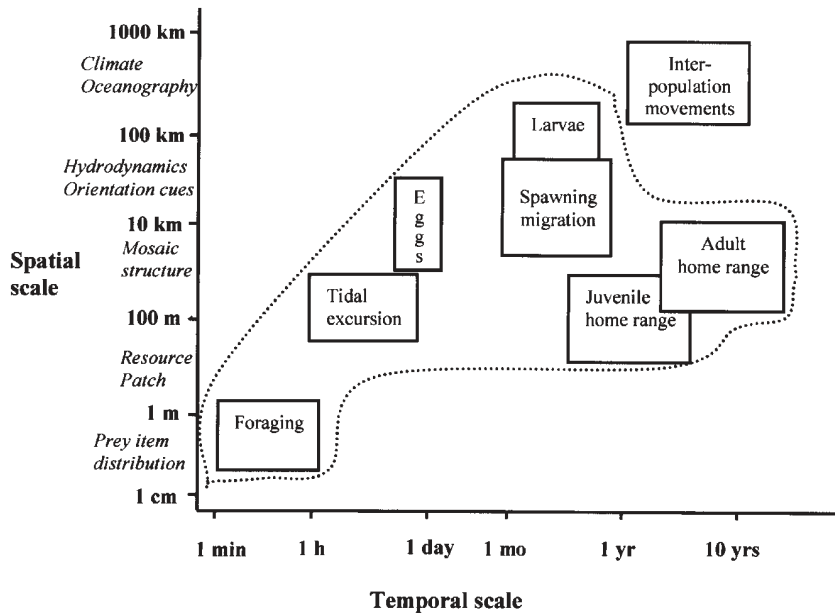 1000 km
Climate
Oceanography
100 km
Hydrodynamics
Orientation cues
10 km
Mosaic
structure
Spatial
scale
100 m
Resource
Patch
1 m
Prey item
distribution
1 cm
Inter-
population
movements
Larvae
Spawning
migration
E
g
g
s
Adult
home range
Tidal
excursion
Juvenile
home range
Foraging
1 min
1 h
1 day
1 mo
1 yr
10 yrs
Temporal scale